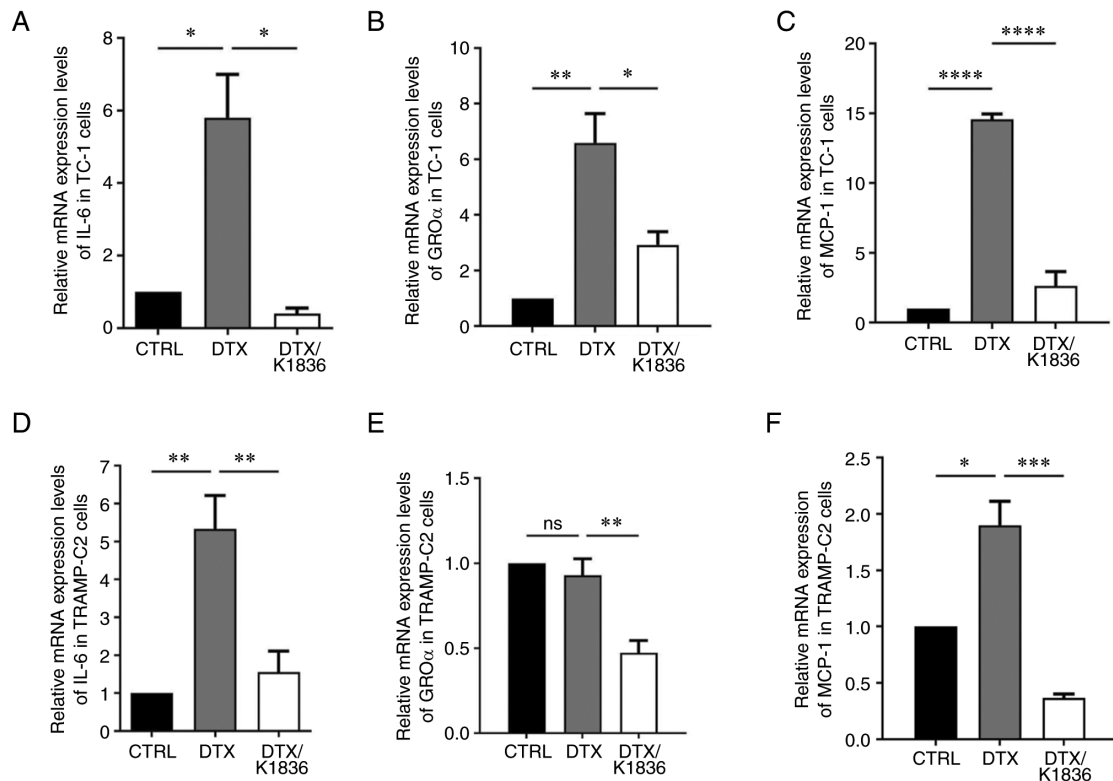 A
Relative mRNA expression levels
of IL-6 in TC-1 cells
8
6
4
2
0
*
*
CTRL
DTX
DTX/
K1836
B
Relative mRNA expression levels
of GROα in TC-1 cells
10
8
6
4
2
0
**
*
CTRL
DTX
DTX/
K1836
C
Relative mRNA expression levels
of MCP-1 in TC-1 cells
20
15
10
5
0
****
****
CTRL
DTX
DTX/
K1836
D
Relative mRNA expression levels
of IL-6 in TRAMP-C2 cells
7
6
5
4
2
1
0
**
**
CTRL
DTX
DTX/
K1836
E
Relative mRNA expression levels
of GROα in TRAMP-C2 cells
1.5
1.0
0.5
0.0
ns
**
CTRL
DTX
DTX/
K1836
F
Relative mRNA expression
of MCP-1 in TRAMP-C2 cells
2.5
2.0
1.5
1.0
0.5
0.0
*
***
CTRL
DTX
DTX/
K1836